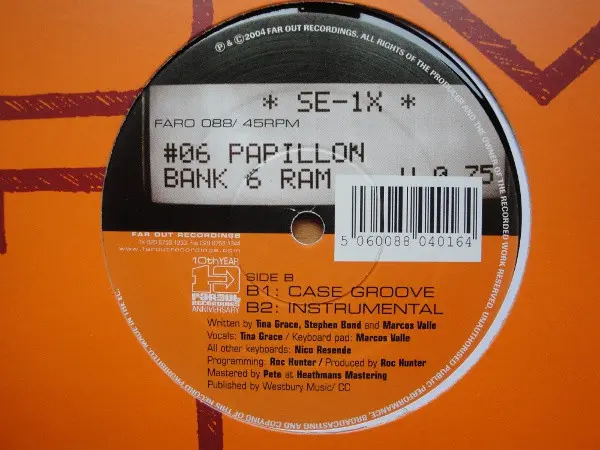 ℗ & © 2004 FAR OUT RECORDINGS. ALL RIGHTS OF THE PRODUCER AND THE OWNER OF THE RECORDED WORK RESERVED. UNAUTHORISED PUBLIC PERFORMANCE, BROADCASTING AND COPYING OF THIS RECORD PROHIBITED. MADE IN THE EC.
* SE-1X *
FARO 088/ 45RPM
#06 PAPILLON
BANK 6 RAM
5 060088 040164
FAR OUT RECORDINGS
www.faroutrecordings.com
10thYEAR
FAROUT
RECORDINGS
ANNIVERSARY
SIDE B
B1: CASE GROOVE
B2: INSTRUMENTAL
Written by Tina Grace, Stephen Bond and Marcos Valle
Vocals: Tina Grace / Keyboard pad: Marcos Valle
All other keyboards: Nico Resende
Programming: Roc Hunter / Produced by Roc Hunter
Mastered by Pete at Heathmans Mastering
Published by Westbury Music/ CC